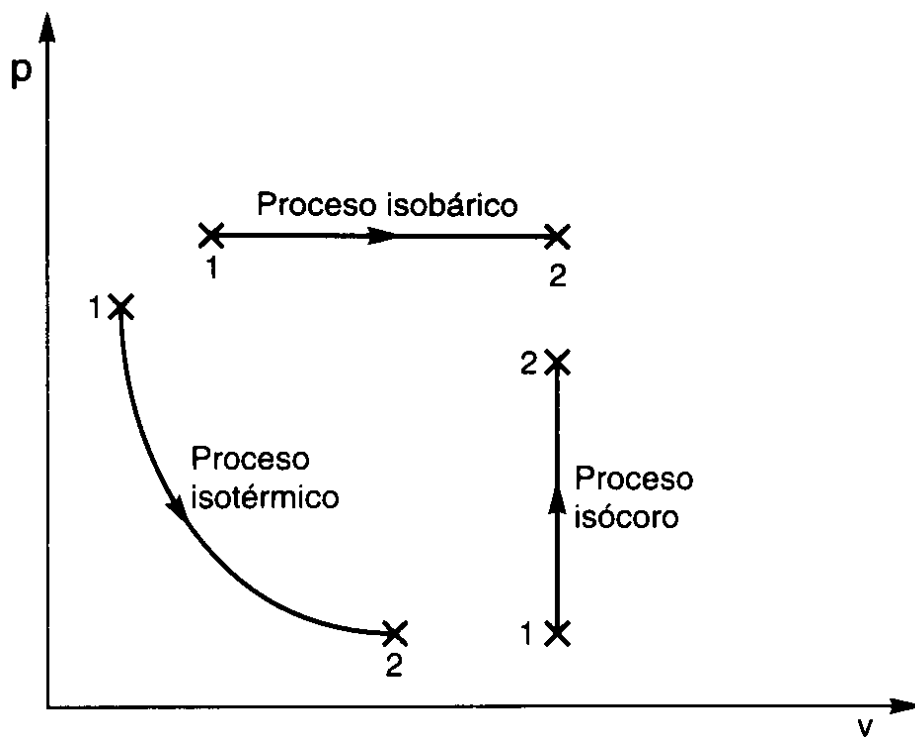 p
Proceso isobárico
1
2
1
2
Proceso
isotérmico
Proceso
isócoro
1
2
v